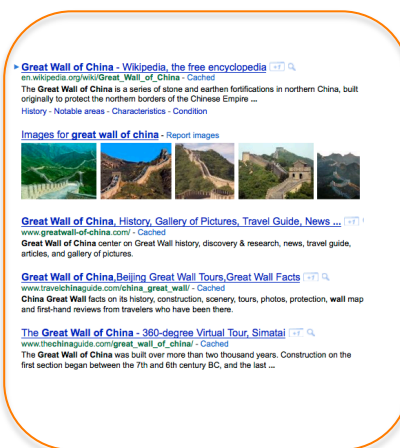 Great Wall of China - Wikipedia, the free encyclopedia +1
en.wikipedia.org/wiki/Great_Wall_of_China - Cached
The Great Wall of China is a series of stone and earthen fortifications in northern China, built
originally to protect the northern borders of the Chinese Empire ...
History - Notable areas - Characteristics - Condition
Images for great wall of china - Report images
Great Wall of China, History, Gallery of Pictures, Travel Guide, News ... +1
www.greatwall-of-china.com/ - Cached
Great Wall of China center on Great Wall history, discovery & research, news, travel guide,
articles, and gallery of pictures.
Great Wall of China,Beijing Great Wall Tours,Great Wall Facts +1
www.travelchinaguide.com/china_great_wall/ - Cached
China Great Wall facts on its history, construction, scenery, tours, photos, protection, wall map
and first-hand reviews from travelers who have been there.
The Great Wall of China - 360-degree Virtual Tour, Simatai +1
www.thechinaguide.com/great_wall_of_china/ - Cached
The Great Wall of China was built over more than two thousand years. Construction on the
first section began between the 7th and 6th century BC, and the last ...